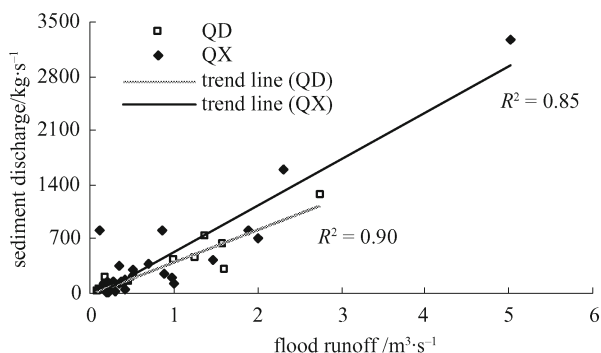 3500
2800
2100
1400
700
0
sediment discharge/kg·s⁻¹
QD
QX
trend line (QD)
trend line (QX)
R² = 0.85
R² = 0.90
0 1 2 3 4 5 6
flood runoff /m³·s⁻¹